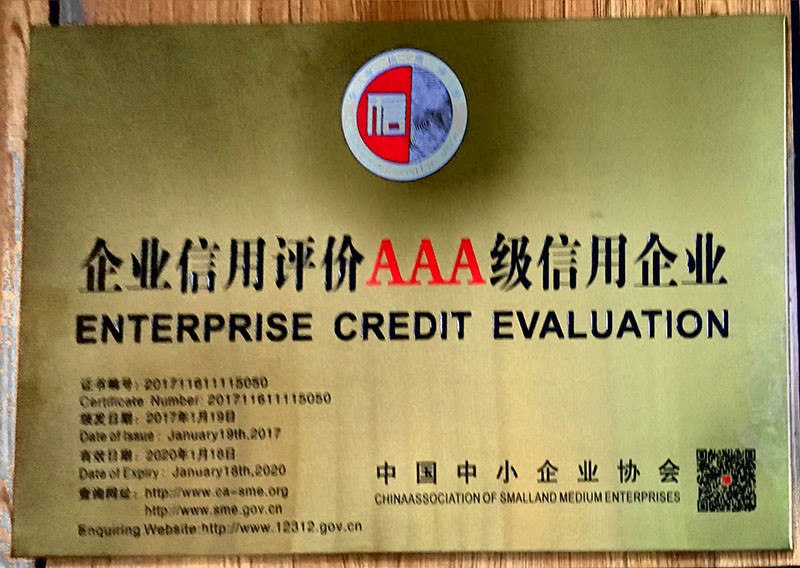 企业信用评价AAA级信用企业
ENTERPRISE CREDIT EVALUATION
证书编号：201711611115050
Certificate Number: 201711611115050
颁发日期：2017年1月19日
Date of Issue : January19th,2017
有效日期：2020年1月18日
Date of Expiry : January18th,2020
查询网址：http://www.ca-sme.org
http://www.sme.gov.cn
Enquiring Website:http://www.12312.gov.cn
中国中小企业协会
CHINAASSOCIATION OF SMALLAND MEDIUM ENTERPRISES